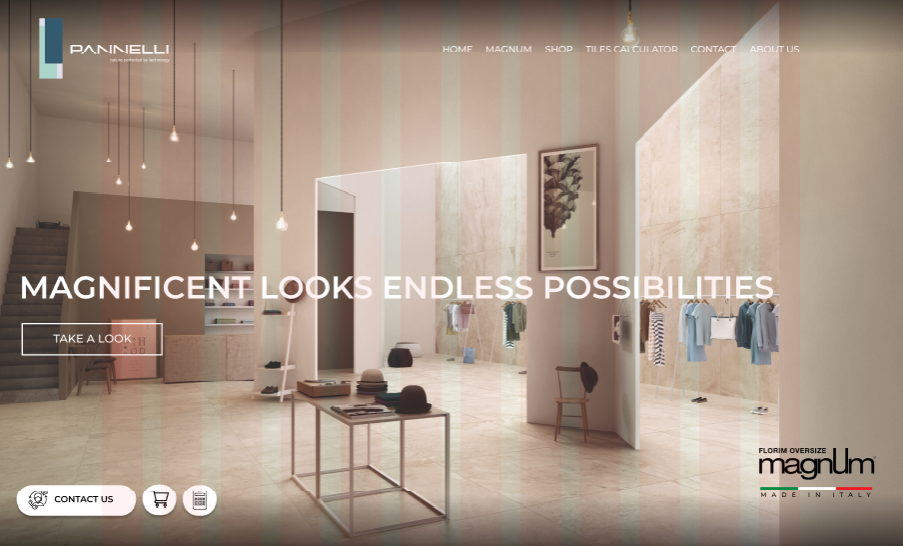 PANNELLI
nature perfected by technology
HOME MAGNUM SHOP TILES CALCULATOR CONTACT ABOUT US
MAGNIFICENT LOOKS ENDLESS POSSIBILITIES
TAKE A LOOK
CONTACT US
FLORIM OVERSIZE
magnum
MADE IN ITALY